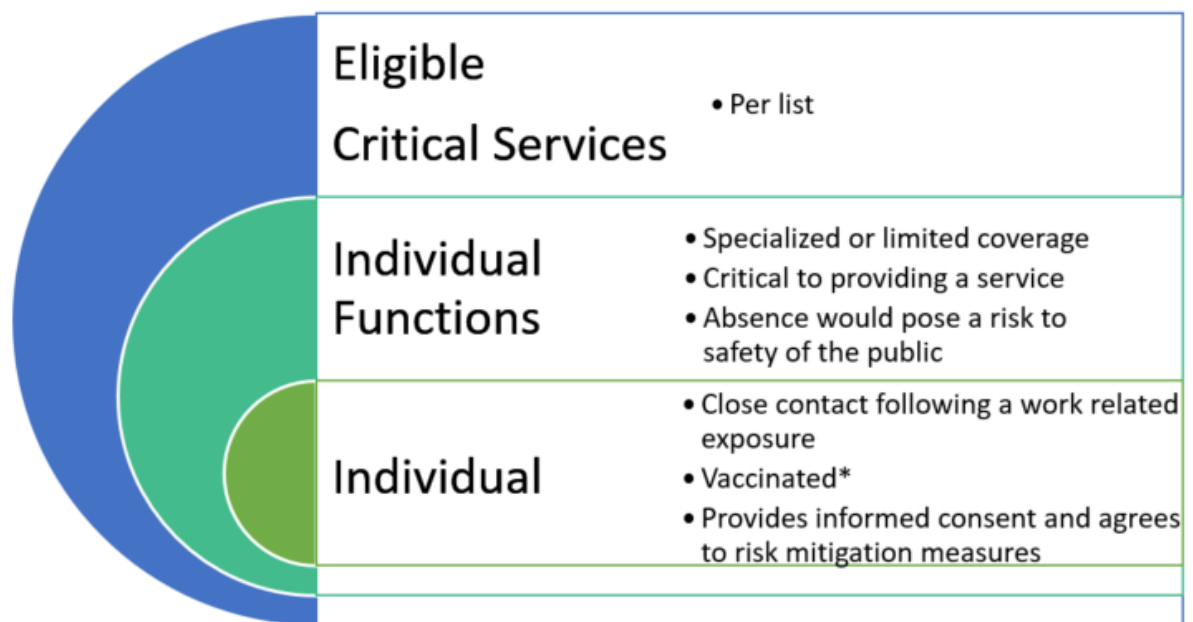 Eligible
Critical Services
• Per list
Individual
Functions
• Specialized or limited coverage
• Critical to providing a service
• Absence would pose a risk to
safety of the public
Individual
• Close contact following a work related
exposure
• Vaccinated*
• Provides informed consent and agrees
to risk mitigation measures